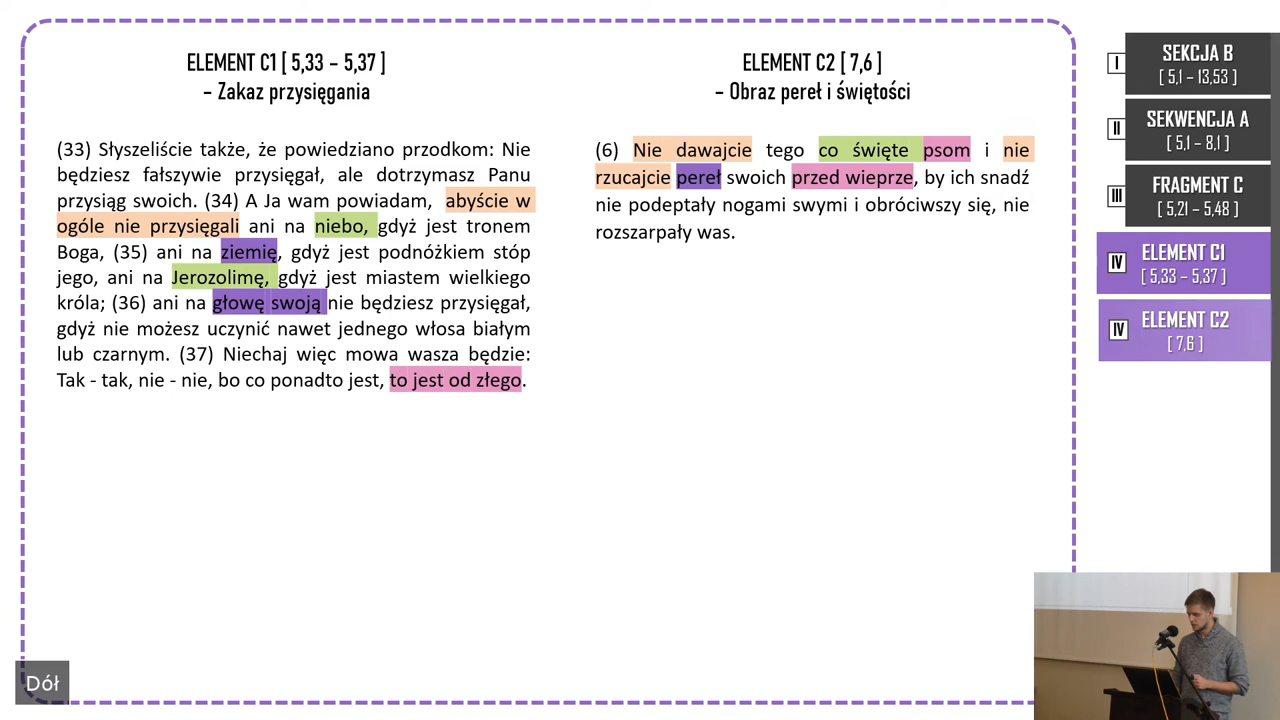 ELEMENT C1 [ 5,33 – 5,37 ]
- Zakaz przysięgania
(33) Słyszeliście także, że powiedziano przodkom: Nie
będziesz fałszywie przysięgał, ale dotrzymasz Panu
przysiąg swoich. (34) A Ja wam powiadam, abyście w
ogóle nie przysięgali ani na niebo, gdyż jest tronem
Boga, (35) ani na ziemię, gdyż jest podnóżkiem stóp
jego, ani na Jerozolimę, gdyż jest miastem wielkiego
króla; (36) ani na głowę swoją nie będziesz przysięgał,
gdyż nie możesz uczynić nawet jednego włosa białym
lub czarnym. (37) Niechaj więc mowa wasza będzie:
Tak - tak, nie - nie, bo co ponadto jest, to jest od złego.
ELEMENT C2 [ 7,6 ]
- Obraz pereł i świętości
(6) Nie dawajcie tego co święte psom i nie
rzucajcie pereł swoich przed wieprze, by ich snadź
nie podeptały nogami swymi i obróciwszy się, nie
rozszarpały was.
I
SEKCJA B
[ 5,1 – 13,53 ]
II
SEKWENCJA A
[ 5,1 – 8,1 ]
III
FRAGMENT C
[ 5,21 – 5,48 ]
IV
ELEMENT C1
[ 5,33 – 5,37 ]
IV
ELEMENT C2
[ 7,6 ]
Dół